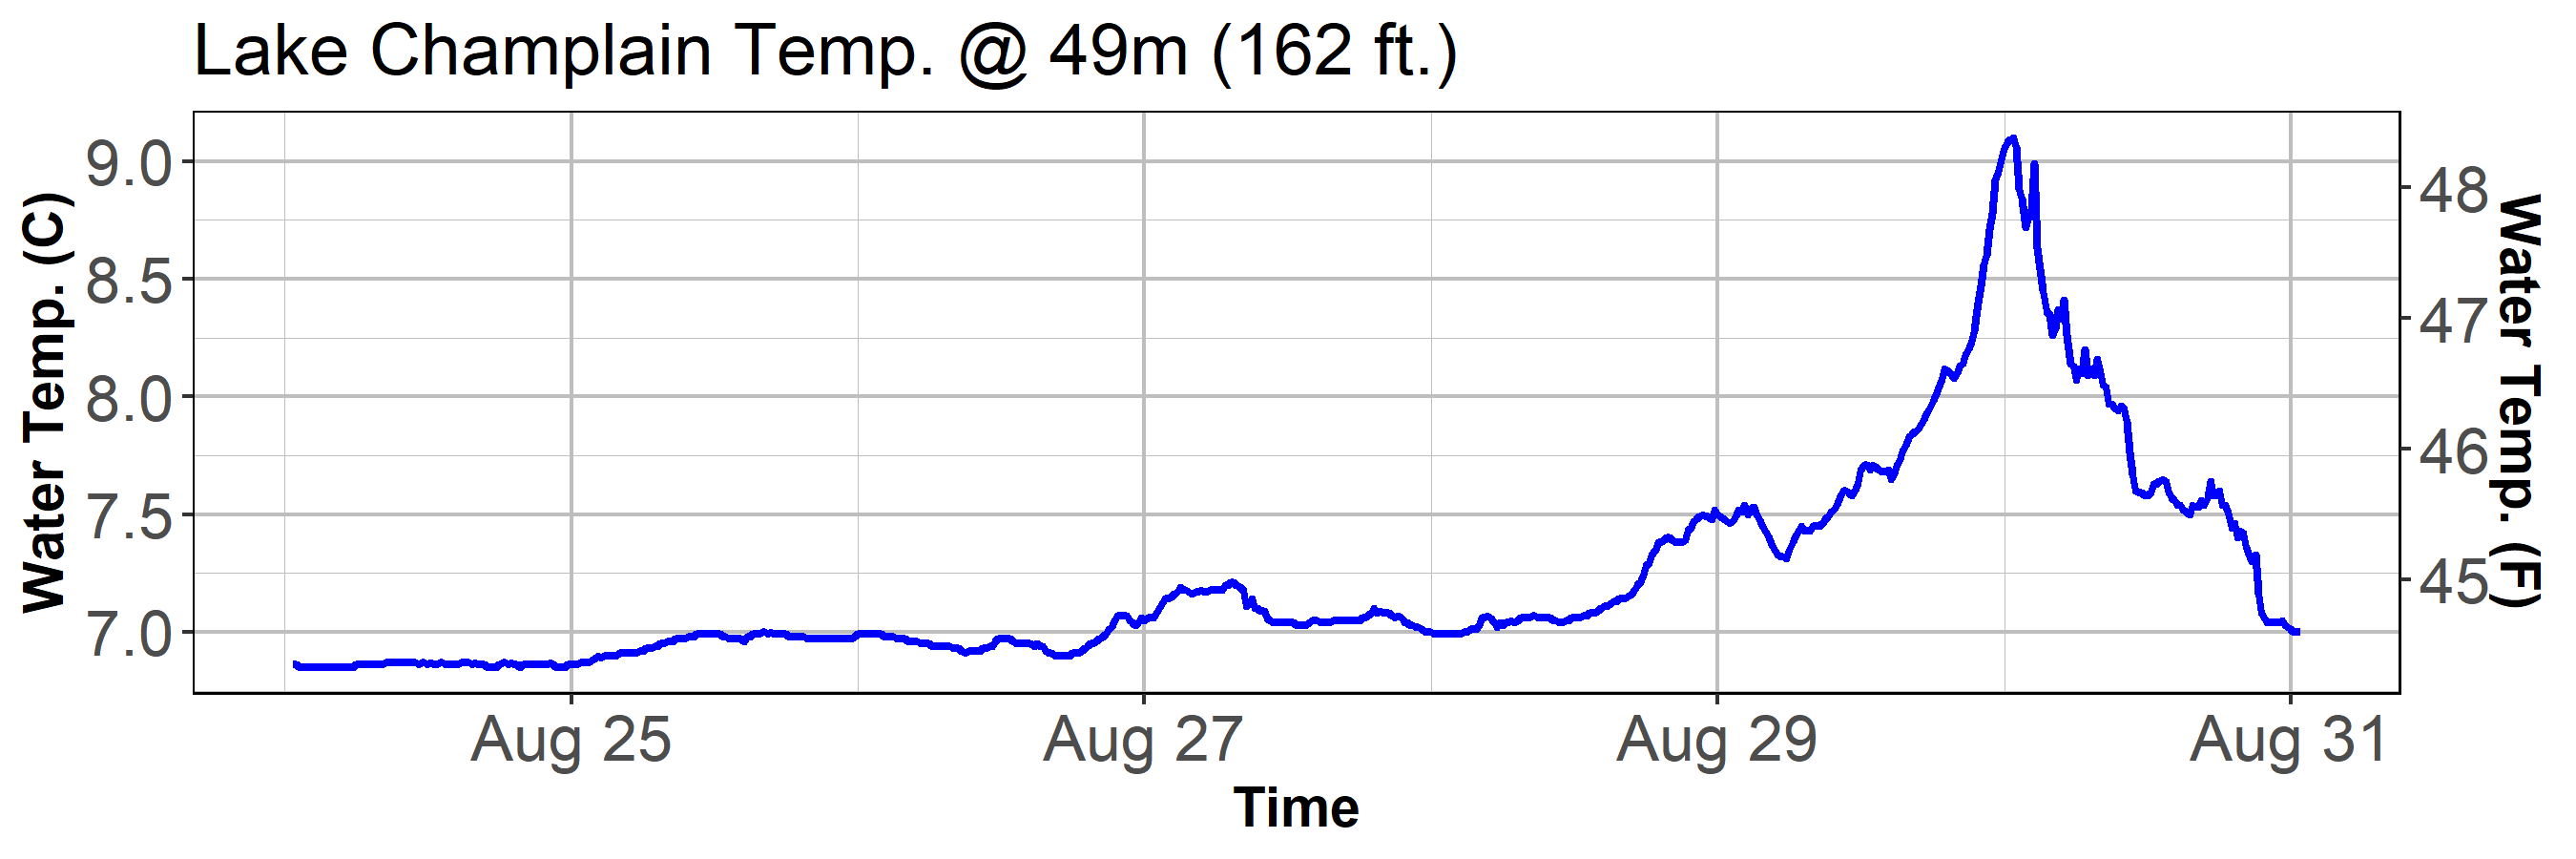 Lake Champlain Temp. @ 49m (162 ft.)
Water Temp. (C)
9.0
8.5
8.0
7.5
7.0
48
47
46
45
Water Temp. (F)
Aug 25 Aug 27 Aug 29 Aug 31
Time